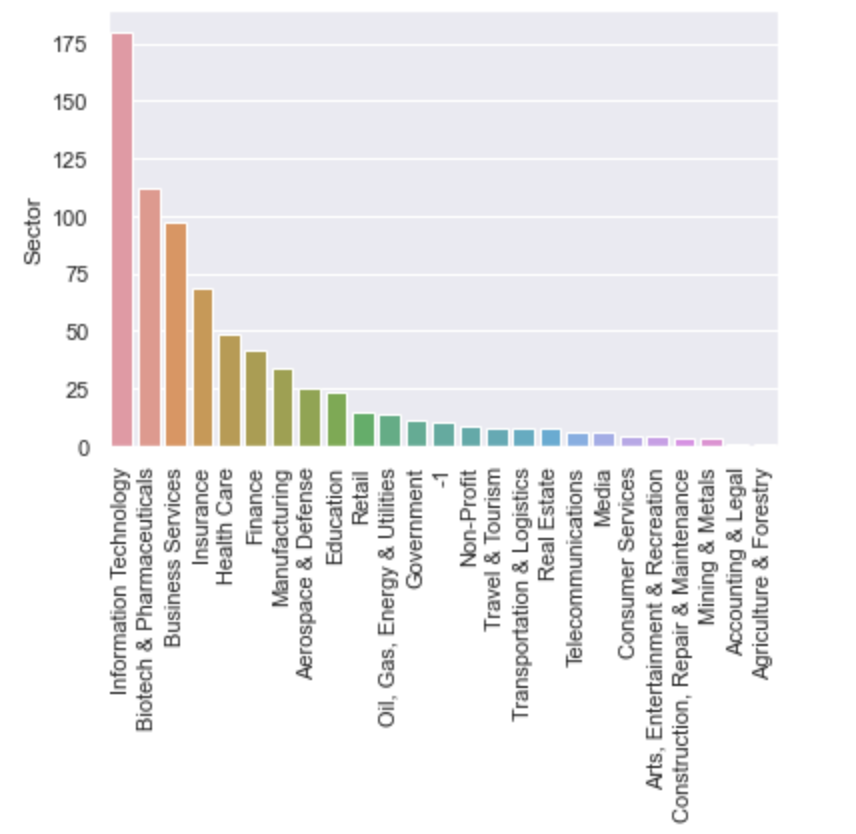 Sector
175
150
125
100
75
50
25
0
Information Technology
Biotech & Pharmaceuticals
Business Services
Insurance
Health Care
Finance
Manufacturing
Aerospace & Defense
Education
Retail
Oil, Gas, Energy & Utilities
Government
-1
Non-Profit
Travel & Tourism
Transportation & Logistics
Real Estate
Telecommunications
Media
Consumer Services
Arts, Entertainment & Recreation
Construction, Repair & Maintenance
Mining & Metals
Accounting & Legal
Agriculture & Forestry